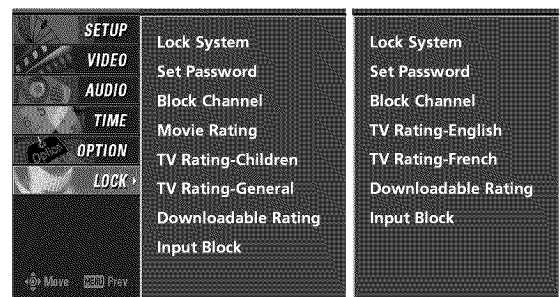 SETUP
VIDEO
AUDIO
TIME
OPTION
LOCK
Move MENU Prev
Lock System
Set Password
Block Channel
Movie Rating
TV Rating-Children
TV Rating-General
Downloadable Rating
Input Block
Lock System
Set Password
Block Channel
TV Rating-English
TV Rating-French
Downloadable Rating
Input Block